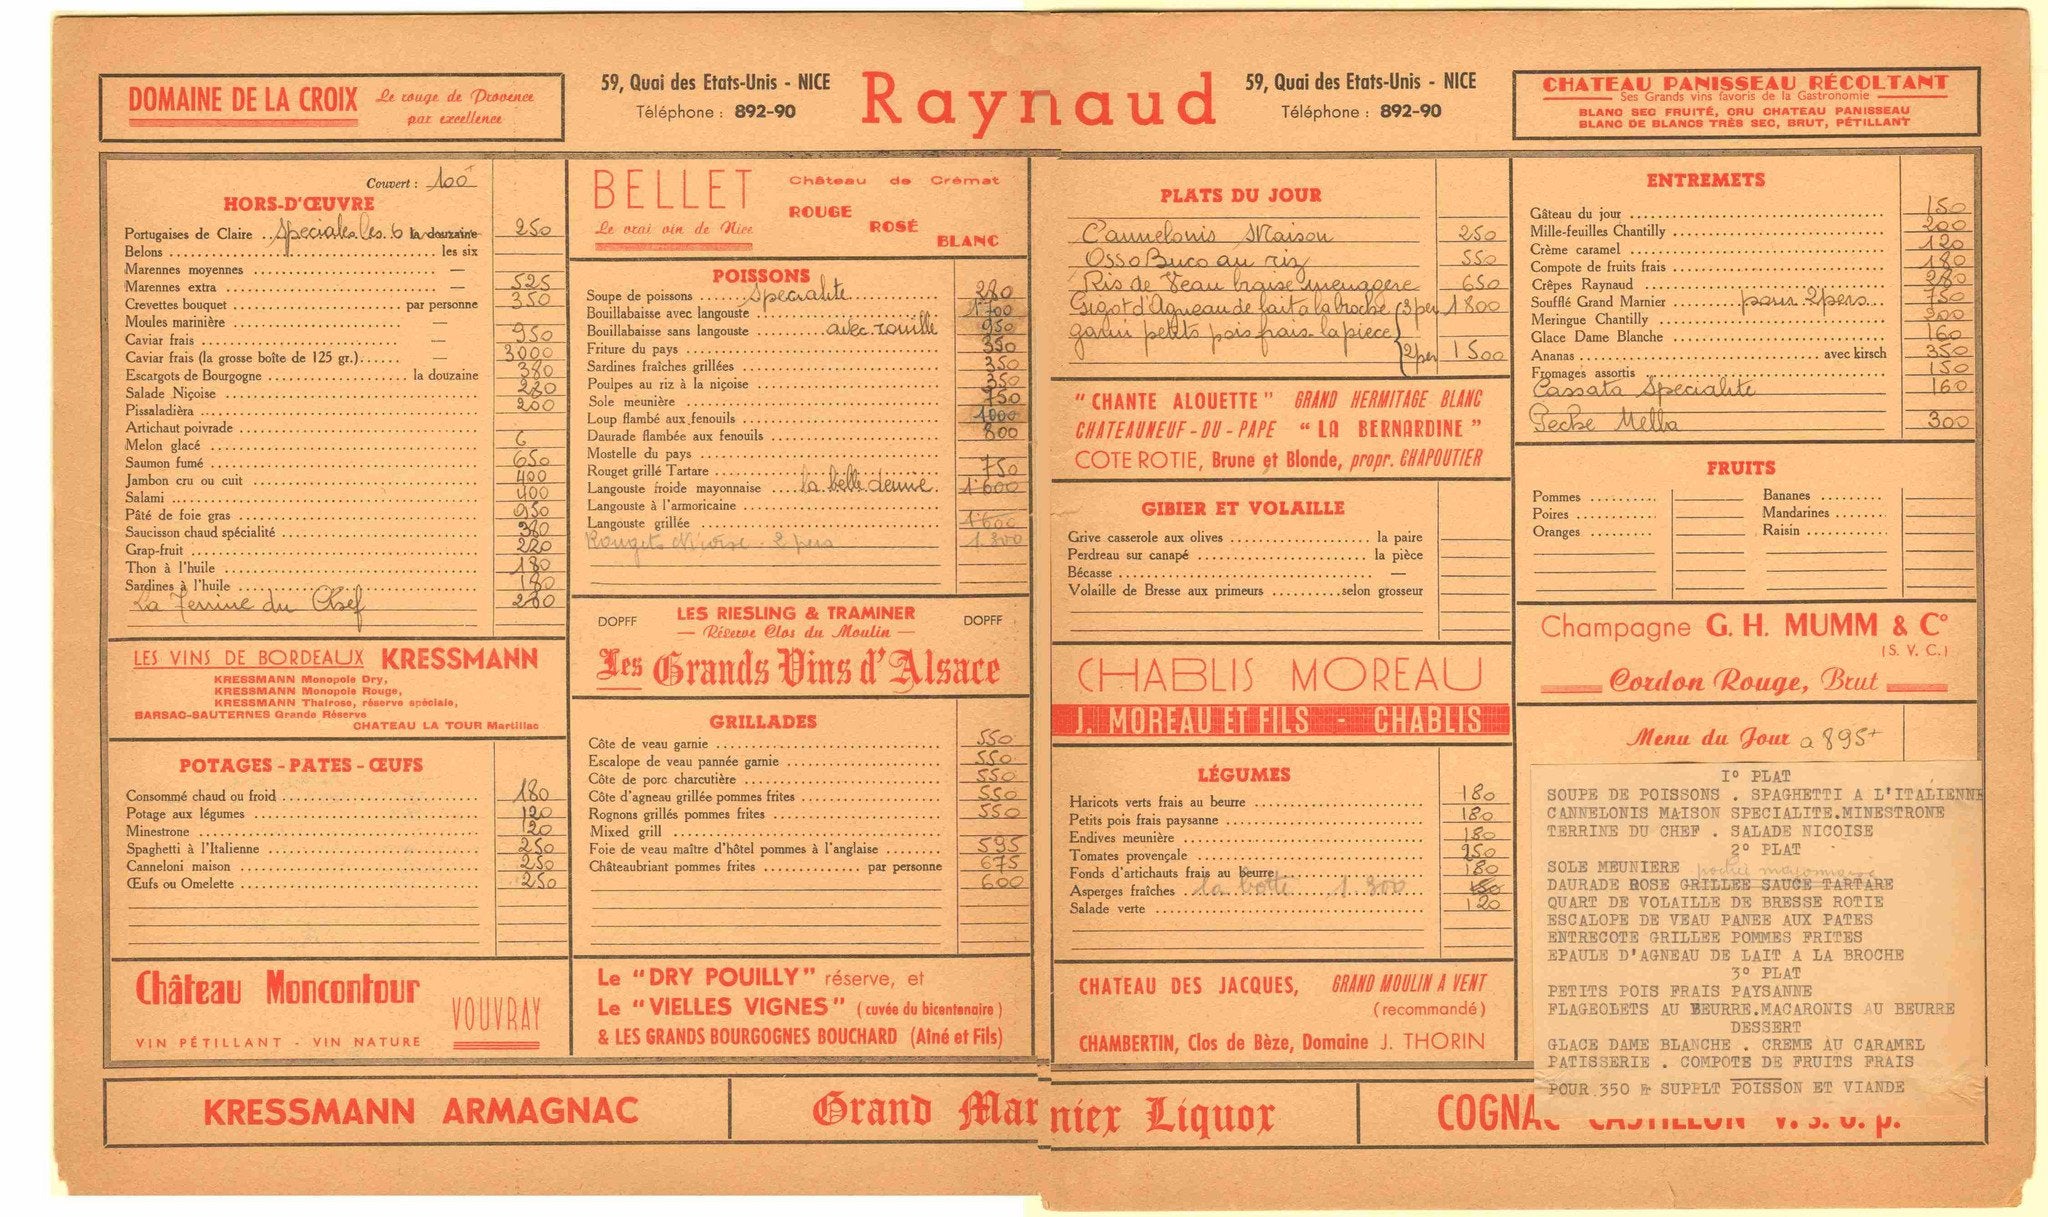 DOMAINE DE LA CROIX Le rouge de Provence
par excellence
59, Quai des Etats-Unis - NICE
Téléphone : 892-90
Raynaud
59, Quai des Etats-Unis - NICE
Téléphone : 892-90
CHATEAU PANISSEAU RÉCOLTANT
Ses Grands vins favoris de la Gastronomie
BLANC SEC FRUITÉ, CRU CHATEAU PANISSEAU
BLANC DE BLANCS TRÈS SEC, BRUT, PÉTILLANT
Couvert : 100
HORS-D'ŒUVRE
Portugaises de Claire .. Speciales les 6 la douzaine 250
Belons ........ les six
Marennes moyennes ........ —
Marennes extra ........ — 525
Crevettes bouquet ........ par personne 350
Moules marinière ........ —
Caviar frais ........ — 950
Caviar frais (la grosse boîte de 125 gr.)...... — 3000
Escargots de Bourgogne ........ la douzaine 380
Salade Niçoise ........ 220
Pissaladièra ........ 200
Artichaut poivrade ........
Melon glacé ........
Saumon fumé ........ 650
Jambon cru ou cuit ........ 400
Salami ........ 400
Pâté de foie gras ........ 950
Saucisson chaud spécialité ........ 380
Grap-fruit ........ 220
Thon à l'huile ........ 180
Sardines à l'huile ........ 180
La Terrine du Chef
LES VINS DE BORDEAUX KRESSMANN
KRESSMANN Monopole Dry,
KRESSMANN Monopole Rouge,
KRESSMANN Thalrose, réserve spéciale,
BARSAC-SAUTERNES Grande Réserve
CHATEAU LA TOUR Martillac
POTAGES - PATES - ŒUFS
Consommé chaud ou froid ........ 180
Potage aux légumes ........ 120
Minestrone ........ 120
Spaghetti à l'Italienne ........ 250
Canneloni maison ........ 250
Œufs ou Omelette ........ 250
Château Moncontour
VOUVRAY
VIN PÉTILLANT - VIN NATURE
BELLET
Le vrai vin de Nice
Château de Crémat
ROUGE
ROSÉ
BLANC
POISSONS
Soupe de poissons ...... Specialite 280
Bouillabaisse avec langouste ........ 1700
Bouillabaisse sans langouste ...... avec rouille 950
Friture du pays ........ 350
Sardines fraîches grillées ........ 350
Poulpes au riz à la niçoise ........ 350
Sole meunière ........ 750
Loup flambé aux fenouils ........ 1000
Daurade flambée aux fenouils ........ 800
Mostelle du pays ........
Rouget grillé Tartare ........ 750
Langouste froide mayonnaise .... la belle demie 1600
Langouste à l'armoricaine ........
Langouste grillée ........ 1600
Rougets Nicoise - 2 pers 1300
DOPFF LES RIESLING & TRAMINER DOPFF
— Réserve Clos du Moulin —
Les Grands Vins d'Alsace
GRILLADES
Côte de veau garnie ........ 550
Escalope de veau pannée garnie ........ 550
Côte de porc charcutière ........ 550
Côte d'agneau grillée pommes frites ........ 550
Rognons grillés pommes frites ........ 550
Mixed grill ........
Foie de veau maître d'hôtel pommes à l'anglaise ........ 595
Châteaubriant pommes frites ........ par personne 675
600
Le "DRY POUILLY" réserve, et
Le "VIELLES VIGNES" (cuvée du bicentenaire)
& LES GRANDS BOURGOGNES BOUCHARD (Aîné et Fils)
PLATS DU JOUR
Cannelonis Maison 250
Osso Buco au riz 550
Ris de Veau braise menagere 650
Gigot d'Agneau de lait a la broche (3 per 1800
garni petits pois frais la piece
2 per 1500
"CHANTE ALOUETTE" GRAND HERMITAGE BLANC
CHATEAUNEUF-DU-PAPE "LA BERNARDINE"
COTE ROTIE, Brune et Blonde, propr. CHAPOUTIER
GIBIER ET VOLAILLE
Grive casserole aux olives ........ la paire
Perdreau sur canapé ........ la pièce
Bécasse ........ —
Volaille de Bresse aux primeurs ..........selon grosseur
CHABLIS MOREAU
J. MOREAU ET FILS - CHABLIS
LÉGUMES
Haricots verts frais au beurre ........ 180
Petits pois frais paysanne ........ 180
Endives meunière ........ 180
Tomates provençale ........ 250
Fonds d'artichauts frais au beurre ........ 180
Asperges fraîches .. la botte 1.300
Salade verte ........ 120
CHATEAU DES JACQUES, GRAND MOULIN A VENT
(recommandé)
CHAMBERTIN, Clos de Bèze, Domaine J. THORIN
ENTREMETS
Gâteau du jour ........ 150
Mille-feuilles Chantilly ........ 200
Crème caramel ........ 120
Compote de fruits frais ........ 180
Crêpes Raynaud ........ 280
Soufflé Grand Marnier ...... pour 2 pers... 750
Meringue Chantilly ........ 200
Glace Dame Blanche ........ 160
Ananas ........ avec kirsch 350
Fromages assortis ........ 150
Cassata Specialite 160
Peche Melba 300
FRUITS
Pommes ........ Bananes ........
Poires ........ Mandarines ........
Oranges ........ Raisin ........
Champagne G. H. MUMM & Cº
(S. V. C.)
Cordon Rouge, Brut
Menu du Jour a 895
1º PLAT
SOUPE DE POISSONS . SPAGHETTI A L'ITALIENNE
CANNELONIS MAISON SPECIALITE.MINESTRONE
TERRINE DU CHEF . SALADE NICOISE
2º PLAT
SOLE MEUNIERE pochee mayonnaise
DAURADE ROSE GRILLEE SAUCE TARTARE
QUART DE VOLAILLE DE BRESSE ROTIE
ESCALOPE DE VEAU PANEE AUX PATES
ENTRECOTE GRILLEE POMMES FRITES
EPAULE D'AGNEAU DE LAIT A LA BROCHE
3º PLAT
PETITS POIS FRAIS PAYSANNE
FLAGEOLETS AU BEURRE.MACARONIS AU BEURRE
DESSERT
GLACE DAME BLANCHE . CREME AU CARAMEL
PATISSERIE . COMPOTE DE FRUITS FRAIS
POUR 350 Fr SUPPLT POISSON ET VIANDE
KRESSMANN ARMAGNAC
Grand Marnier Liquor
COGNAC CASTILLON V. S. O. P.